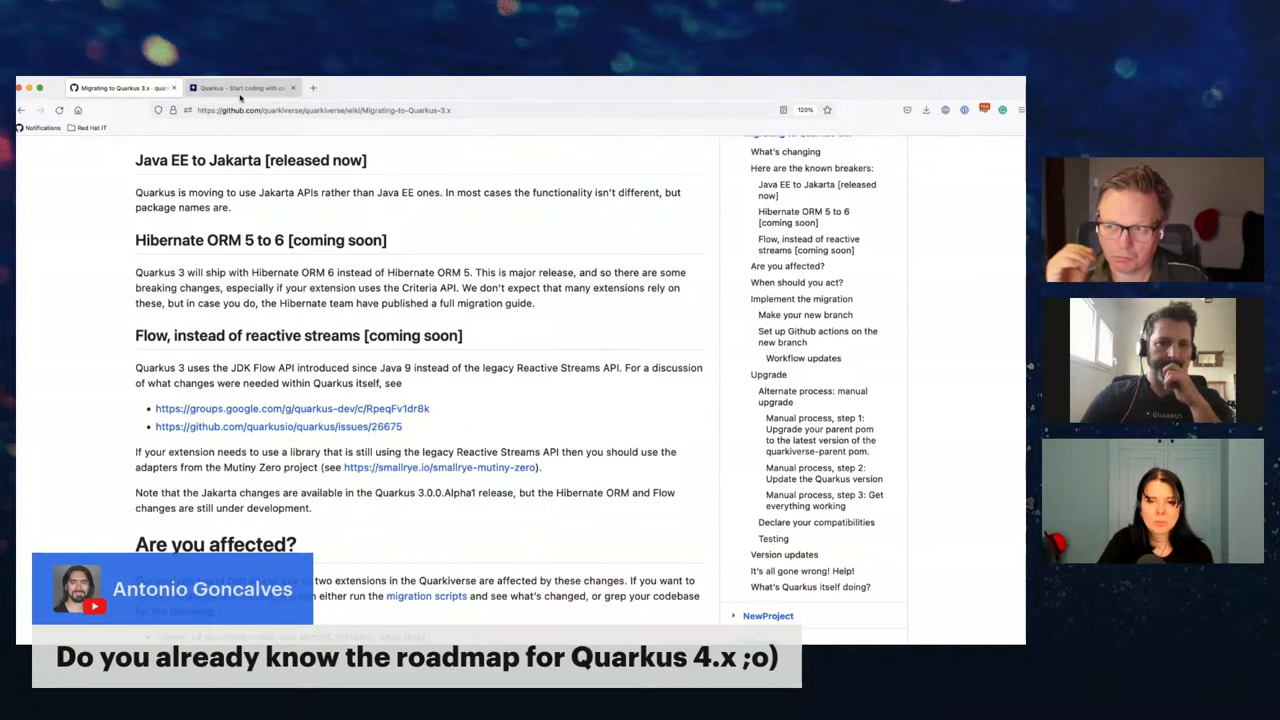 Migrating to Quarkus 3.x · quar
Quarkus - Start coding with co
https://github.com/quarkiverse/quarkiverse/wiki/Migrating-to-Quarkus-3.x
120%
Notifications
Red Hat IT
Java EE to Jakarta [released now]
Quarkus is moving to use Jakarta APIs rather than Java EE ones. In most cases the functionality isn't different, but
package names are.
Hibernate ORM 5 to 6 [coming soon]
Quarkus 3 will ship with Hibernate ORM 6 instead of Hibernate ORM 5. This is major release, and so there are some
breaking changes, especially if your extension uses the Criteria API. We don't expect that many extensions rely on
these, but in case you do, the Hibernate team have published a full migration guide.
Flow, instead of reactive streams [coming soon]
Quarkus 3 uses the JDK Flow API introduced since Java 9 instead of the legacy Reactive Streams API. For a discussion
of what changes were needed within Quarkus itself, see
• https://groups.google.com/g/quarkus-dev/c/RpeqFv1dr8k
• https://github.com/quarkusio/quarkus/issues/26675
If your extension needs to use a library that is still using the legacy Reactive Streams API then you should use the
adapters from the Mutiny Zero project (see https://smallrye.io/smallrye-mutiny-zero).
Note that the Jakarta changes are available in the Quarkus 3.0.0.Alpha1 release, but the Hibernate ORM and Flow
changes are still under development.
Are you affected?
two extensions in the Quarkiverse are affected by these changes. If you want to
either run the migration scripts and see what's changed, or grep your codebase
What's changing
Here are the known breakers:
Java EE to Jakarta [released
now]
Hibernate ORM 5 to 6
[coming soon]
Flow, instead of reactive
streams [coming soon]
Are you affected?
When should you act?
Implement the migration
Make your new branch
Set up Github actions on the
new branch
Workflow updates
Upgrade
Alternate process: manual
upgrade
Manual process, step 1:
Upgrade your parent pom
to the latest version of the
quarkiverse-parent pom.
Manual process, step 2:
Update the Quarkus version
Manual process, step 3: Get
everything working
Declare your compatibilities
Testing
Version updates
It's all gone wrong! Help!
What's Quarkus itself doing?
NewProject
QUARKUS
Antonio Goncalves
Do you already know the roadmap for Quarkus 4.x ;o)